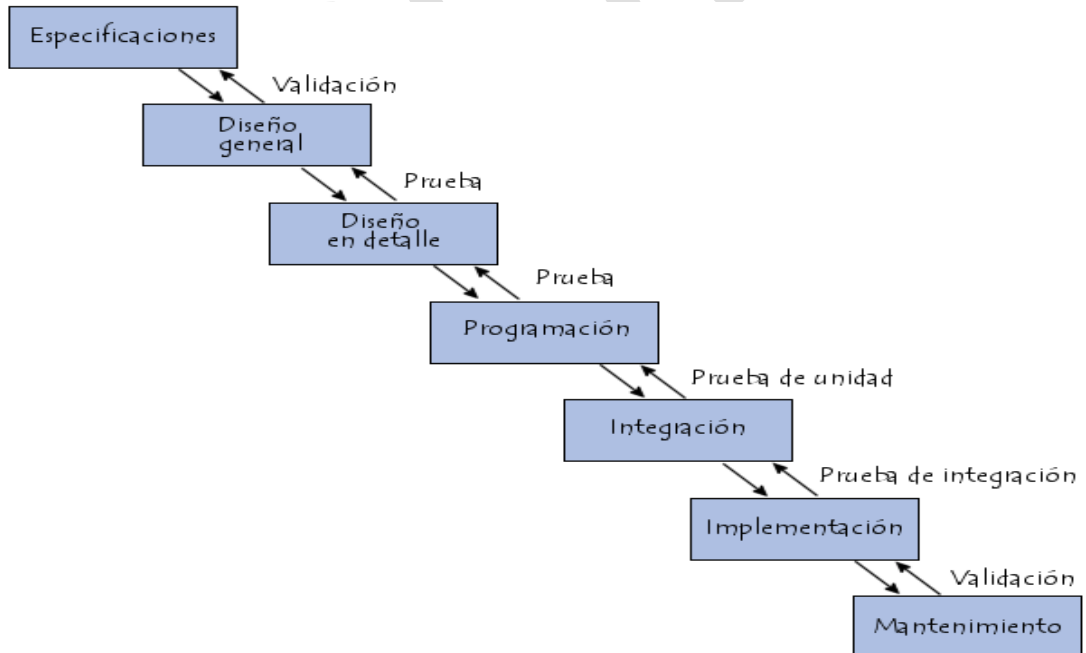 Especificaciones
Validación
Diseño
general
Prueba
Diseño
en detalle
Prueba
Programación
Prueba de unidad
Integración
Prueba de integración
Implementación
Validación
Mantenimiento